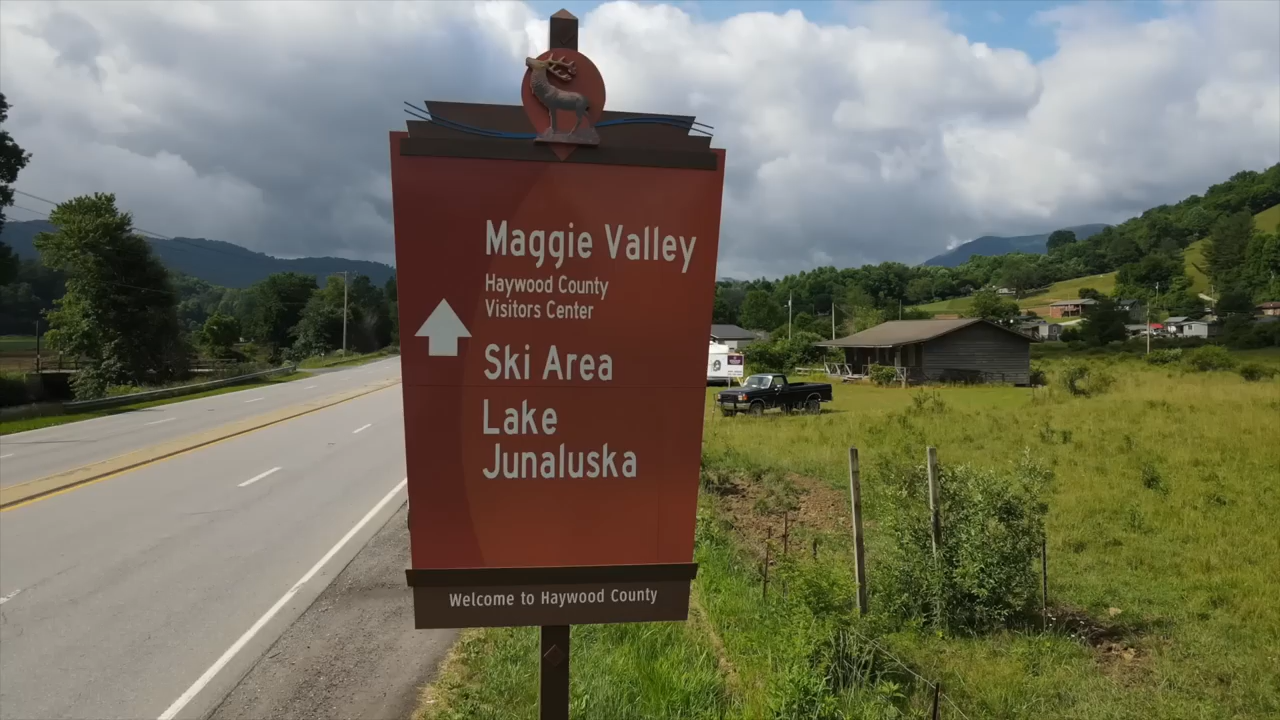 Maggie Valley
Haywood County
Visitors Center
Ski Area
Lake
Junaluska
Welcome to Haywood County